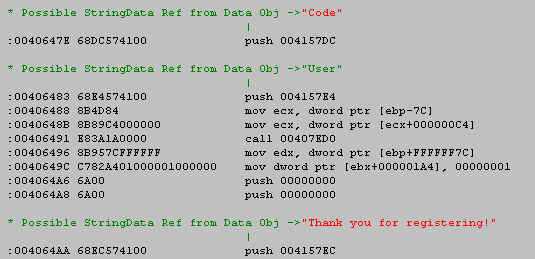 * Possible StringData Ref from Data Obj ->"Code"
|
:0040647E 68DC574100 push 004157DC
* Possible StringData Ref from Data Obj ->"User"
|
:00406483 68E4574100 push 004157E4
:00406488 8B4D84 mov ecx, dword ptr [ebp-7C]
:0040648B 8B89C4000000 mov ecx, dword ptr [ecx+000000C4]
:00406491 E83A1A0000 call 00407ED0
:00406496 8B957CFFFFFF mov edx, dword ptr [ebp+FFFFFF7C]
:0040649C C782A401000001000000 mov dword ptr [ebx+000001A4], 00000001
:004064A6 6A00 push 00000000
:004064A8 6A00 push 00000000
* Possible StringData Ref from Data Obj ->"Thank you for registering!"
|
:004064AA 68EC574100 push 004157EC